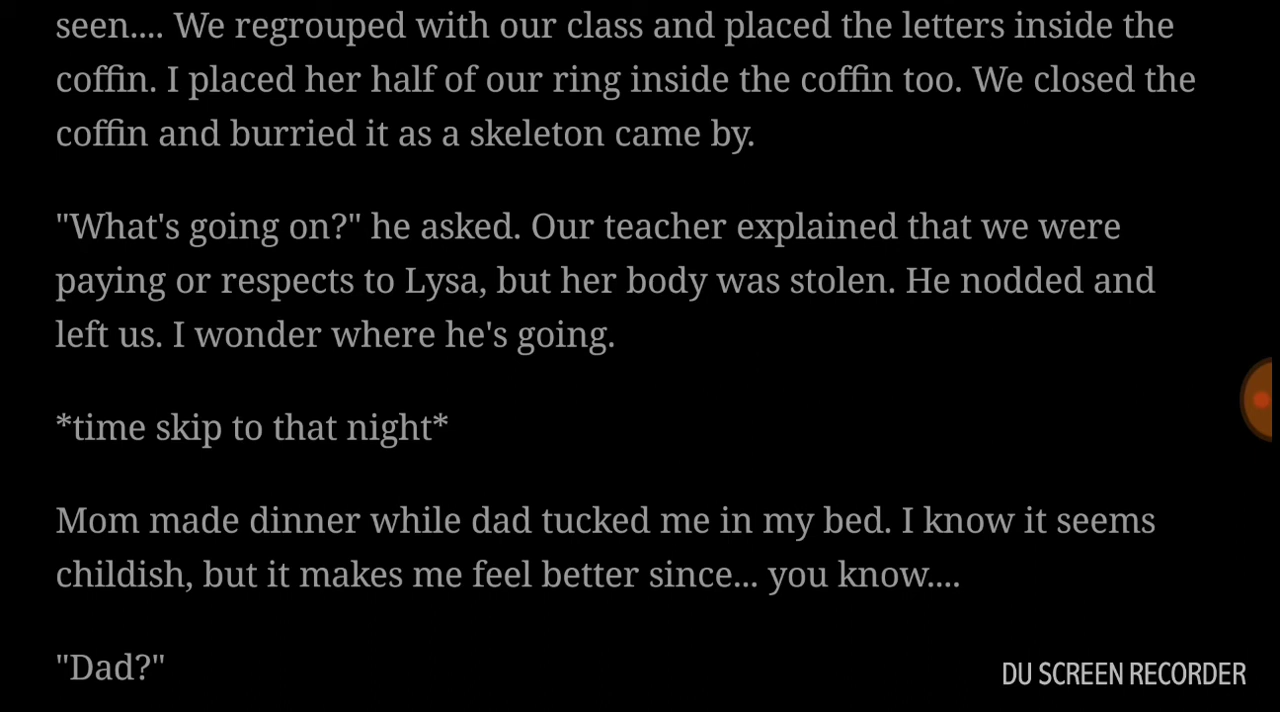 seen.... We regrouped with our class and placed the letters inside the
coffin. I placed her half of our ring inside the coffin too. We closed the
coffin and burried it as a skeleton came by.
"What's going on?" he asked. Our teacher explained that we were
paying or respects to Lysa, but her body was stolen. He nodded and
left us. I wonder where he's going.
*time skip to that night*
Mom made dinner while dad tucked me in my bed. I know it seems
childish, but it makes me feel better since... you know....
"Dad?"
DU SCREEN RECORDER